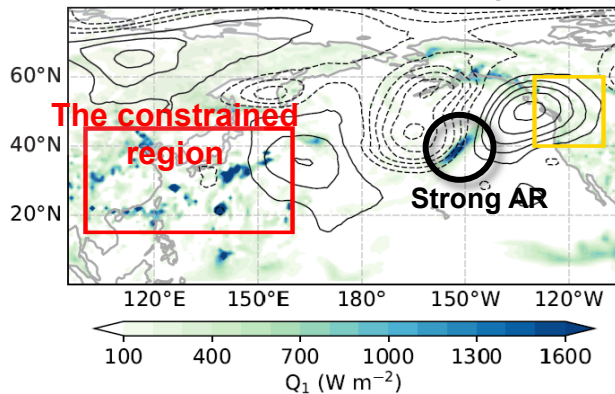 60°N
The constrained
region
40°N
Strong AR
20°N
120°E 150°E 180° 150°W 120°W
100 400 700 1000 1300 1600
Q₁ (W m⁻²)